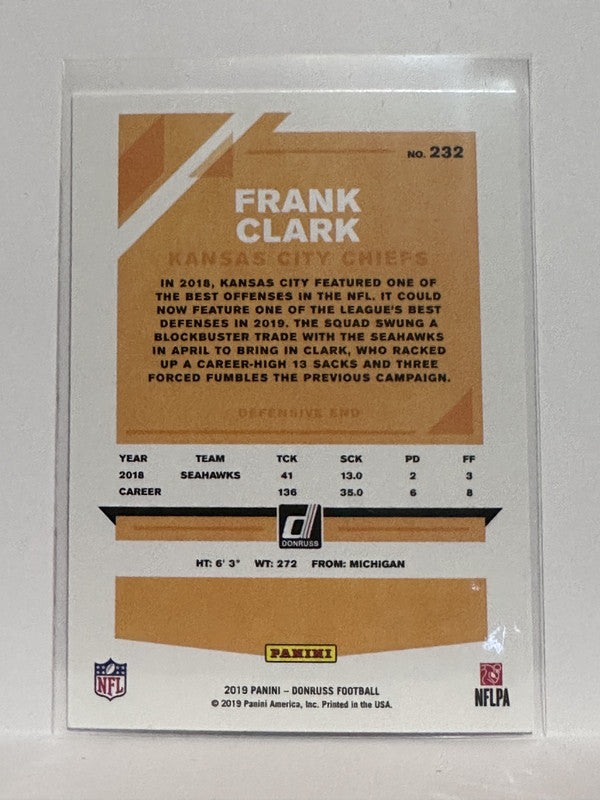 NO. 232
FRANK
CLARK
KANSAS CITY CHIEFS
IN 2018, KANSAS CITY FEATURED ONE OF
THE BEST OFFENSES IN THE NFL. IT COULD
NOW FEATURE ONE OF THE LEAGUE'S BEST
DEFENSES IN 2019. THE SQUAD SWUNG A
BLOCKBUSTER TRADE WITH THE SEAHAWKS
IN APRIL TO BRING IN CLARK, WHO RACKED
UP A CAREER-HIGH 13 SACKS AND THREE
FORCED FUMBLES THE PREVIOUS CAMPAIGN.
DEFENSIVE END
YEAR TEAM TCK SCK PD FF
2018 SEAHAWKS 41 13.0 2 3
CAREER 136 35.0 6 8
d
DONRUSS
HT: 6' 3" WT: 272 FROM: MICHIGAN
PANINI
NFL
NFLPA
2019 PANINI – DONRUSS FOOTBALL
© 2019 Panini America, Inc. Printed in the USA.